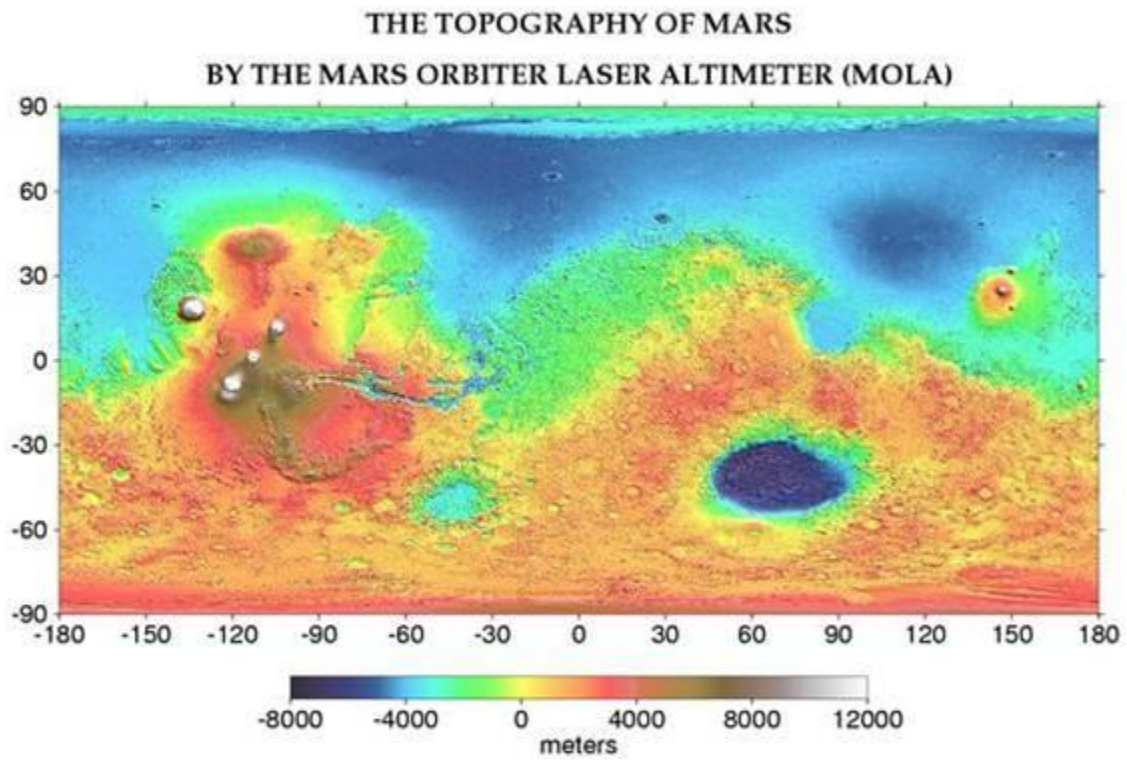 THE TOPOGRAPHY OF MARS
BY THE MARS ORBITER LASER ALTIMETER (MOLA)
90
60
30
0
-30
-60
-90
-180 -150 -120 -90 -60 -30 0 30 60 90 120 150 180
-8000 -4000 0 4000 8000 12000
meters